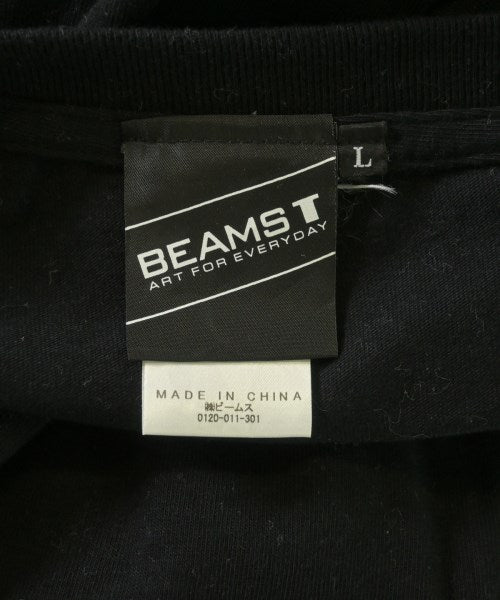 BEAMS T
ART FOR EVERYDAY
L
MADE IN CHINA
㈱ビームス
0120-011-301